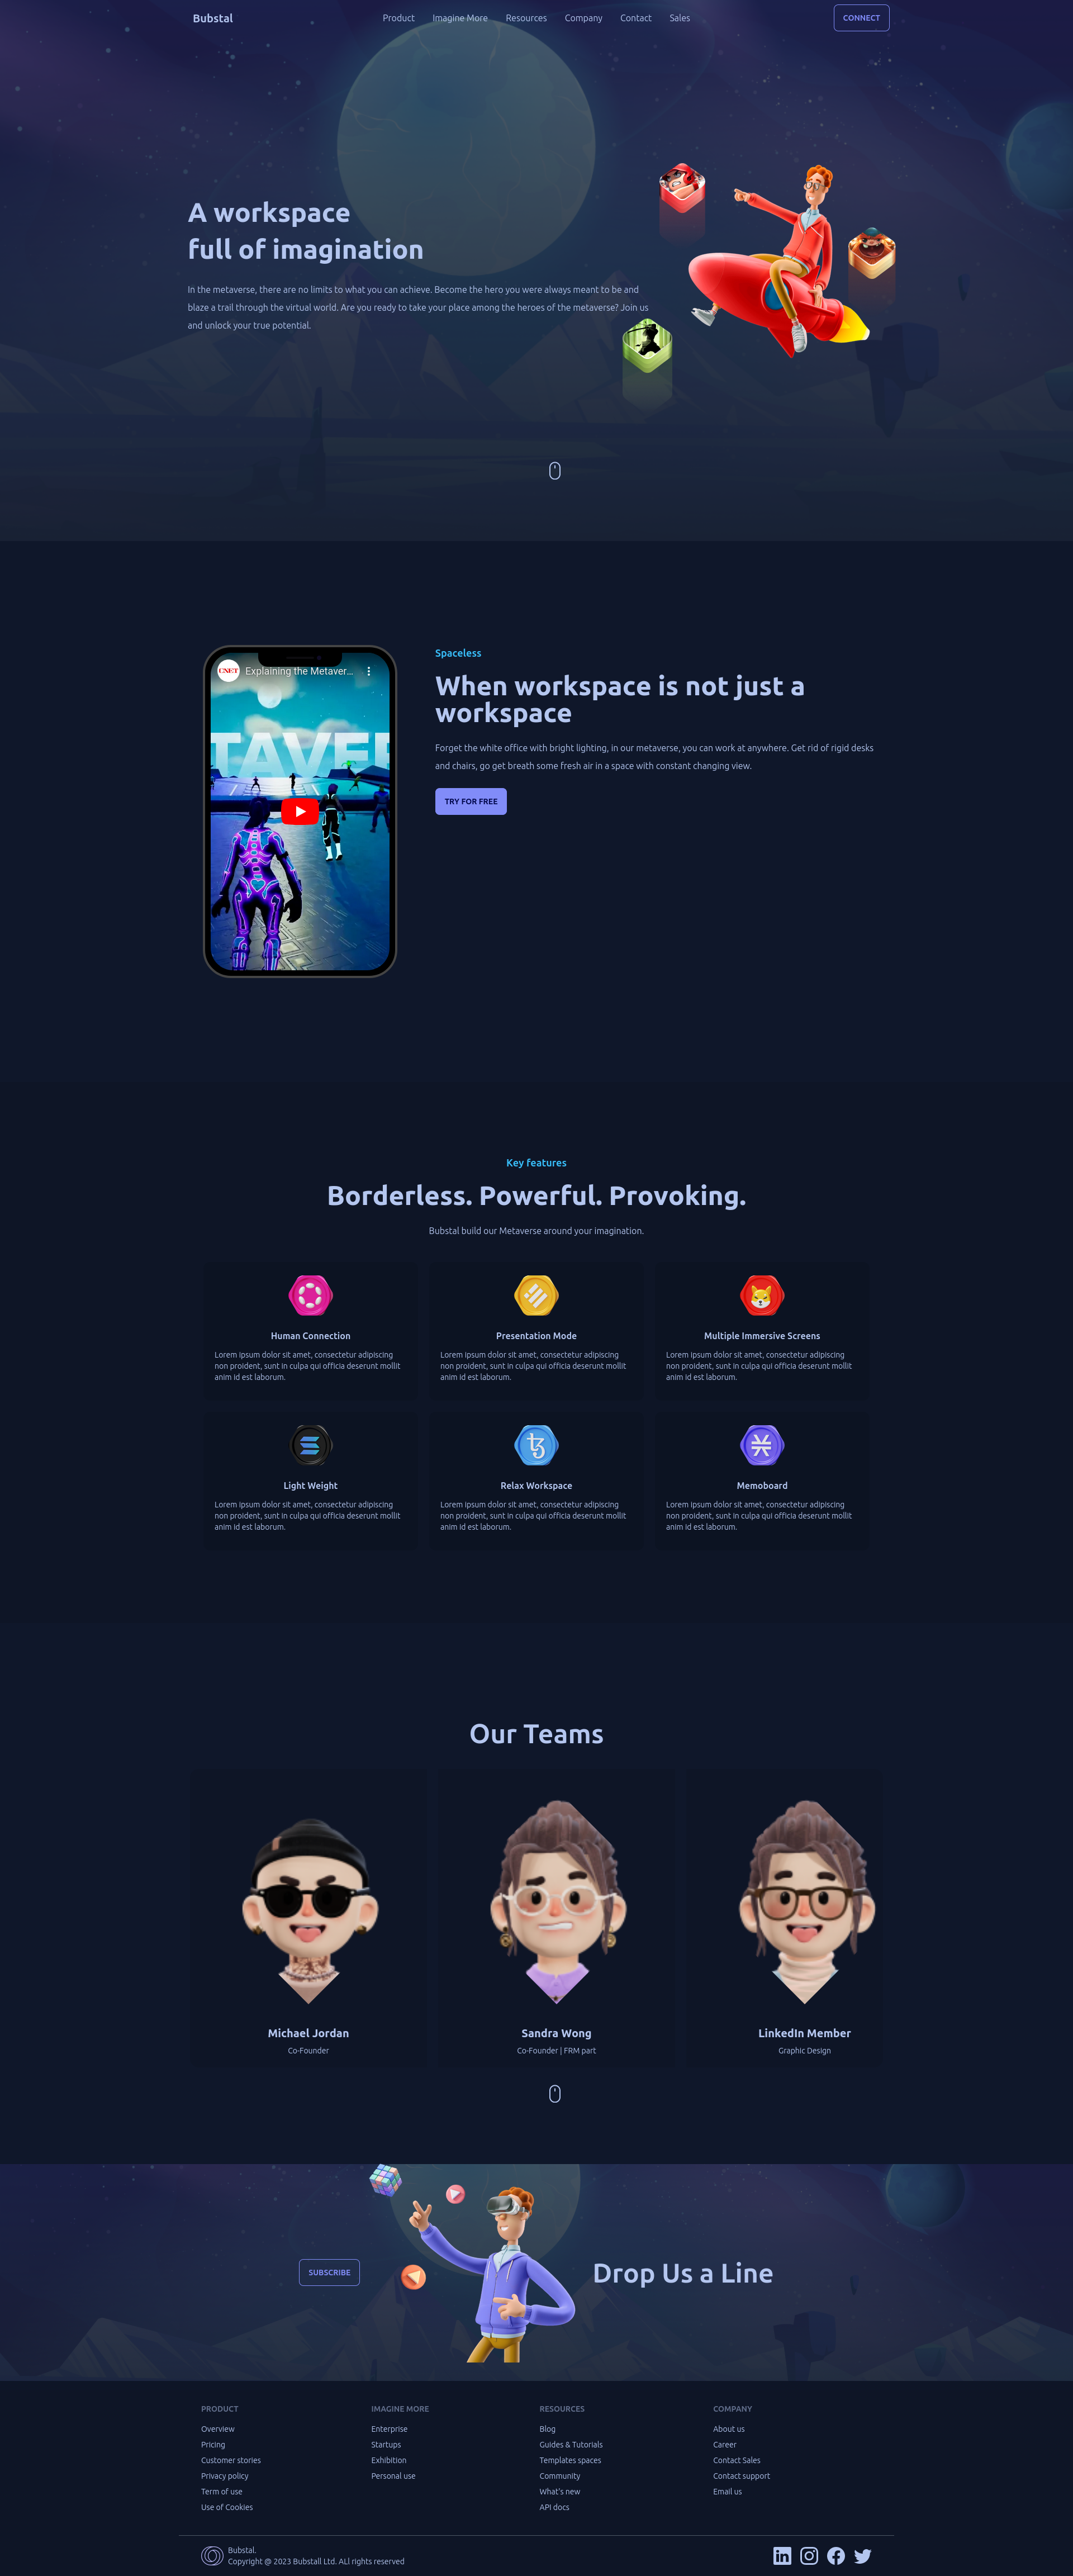 Bubstal
Product Imagine More Resources Company Contact Sales
CONNECT
A workspace
full of imagination
In the metaverse, there are no limits to what you can achieve. Become the hero you were always meant to be and
blaze a trail through the virtual world. Are you ready to take your place among the heroes of the metaverse? Join us
and unlock your true potential.
CNET
Explaining the Metaver...
TAVER
Spaceless
When workspace is not just a
workspace
Forget the white office with bright lighting, in our metaverse, you can work at anywhere. Get rid of rigid desks
and chairs, go get breath some fresh air in a space with constant changing view.
TRY FOR FREE
Key features
Borderless. Powerful. Provoking.
Bubstal build our Metaverse around your imagination.
Human Connection
Lorem ipsum dolor sit amet, consectetur adipiscing
non proident, sunt in culpa qui officia deserunt mollit
anim id est laborum.
Presentation Mode
Lorem ipsum dolor sit amet, consectetur adipiscing
non proident, sunt in culpa qui officia deserunt mollit
anim id est laborum.
Multiple Immersive Screens
Lorem ipsum dolor sit amet, consectetur adipiscing
non proident, sunt in culpa qui officia deserunt mollit
anim id est laborum.
Light Weight
Lorem ipsum dolor sit amet, consectetur adipiscing
non proident, sunt in culpa qui officia deserunt mollit
anim id est laborum.
Relax Workspace
Lorem ipsum dolor sit amet, consectetur adipiscing
non proident, sunt in culpa qui officia deserunt mollit
anim id est laborum.
Memoboard
Lorem ipsum dolor sit amet, consectetur adipiscing
non proident, sunt in culpa qui officia deserunt mollit
anim id est laborum.
Our Teams
Michael Jordan
Co-Founder
Sandra Wong
Co-Founder | FRM part
LinkedIn Member
Graphic Design
SUBSCRIBE
Drop Us a Line
PRODUCT
Overview
Pricing
Customer stories
Privacy policy
Term of use
Use of Cookies
IMAGINE MORE
Enterprise
Startups
Exhibition
Personal use
RESOURCES
Blog
Guides & Tutorials
Templates spaces
Community
What's new
API docs
COMPANY
About us
Career
Contact Sales
Contact support
Email us
Bubstal.
Copyright @ 2023 Bubstall Ltd. ALl rights reserved